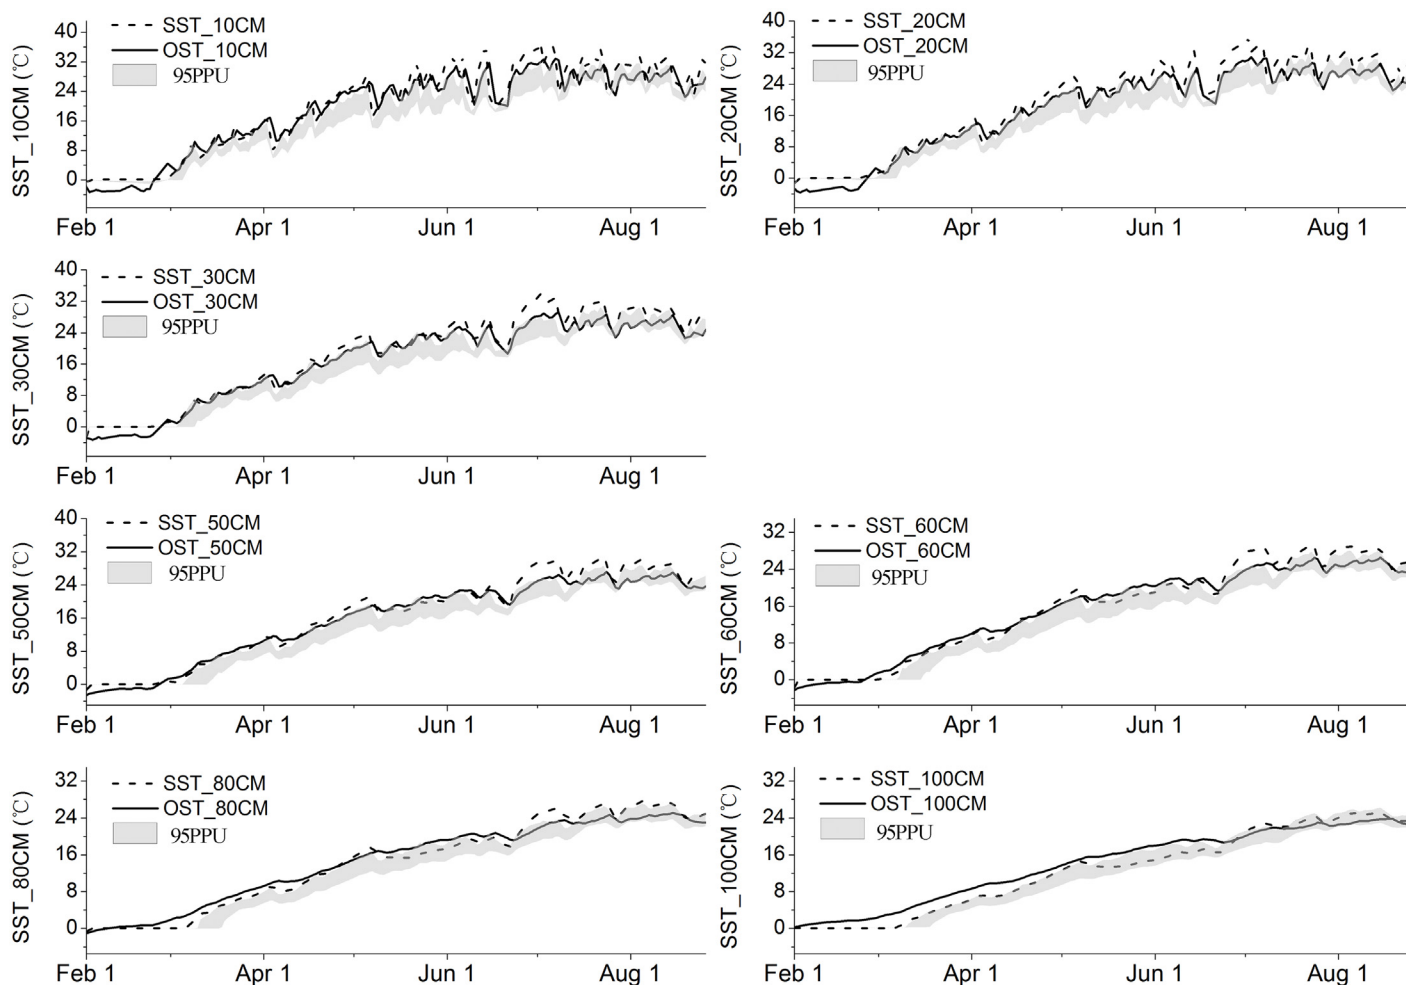 SST_10CM (℃)
40
32
24
16
8
0
SST_10CM
OST_10CM
95PPU
Feb 1
Apr 1
Jun 1
Aug 1
SST_20CM (℃)
40
32
24
16
8
0
SST_20CM
OST_20CM
95PPU
Feb 1
Apr 1
Jun 1
Aug 1
SST_30CM (℃)
40
32
24
16
8
0
SST_30CM
OST_30CM
95PPU
Feb 1
Apr 1
Jun 1
Aug 1
SST_50CM (℃)
40
32
24
16
8
0
SST_50CM
OST_50CM
95PPU
Feb 1
Apr 1
Jun 1
Aug 1
SST_60CM (℃)
32
24
16
8
0
SST_60CM
OST_60CM
95PPU
Feb 1
Apr 1
Jun 1
Aug 1
SST_80CM (℃)
32
24
16
8
0
SST_80CM
OST_80CM
95PPU
Feb 1
Apr 1
Jun 1
Aug 1
SST_100CM (℃)
32
24
16
8
0
SST_100CM
OST_100CM
95PPU
Feb 1
Apr 1
Jun 1
Aug 1